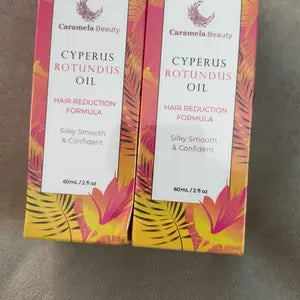 Caramela Beauty
CYPERUS
ROTUNDUS
OIL
HAIR REDUCTION
FORMULA
Silky Smooth
& Confident
60mL / 2 fl oz
Caramela Beauty
CYPERUS
ROTUNDUS
OIL
HAIR REDUCTION
FORMULA
Silky Smooth
& Confident
60mL / 2 fl oz